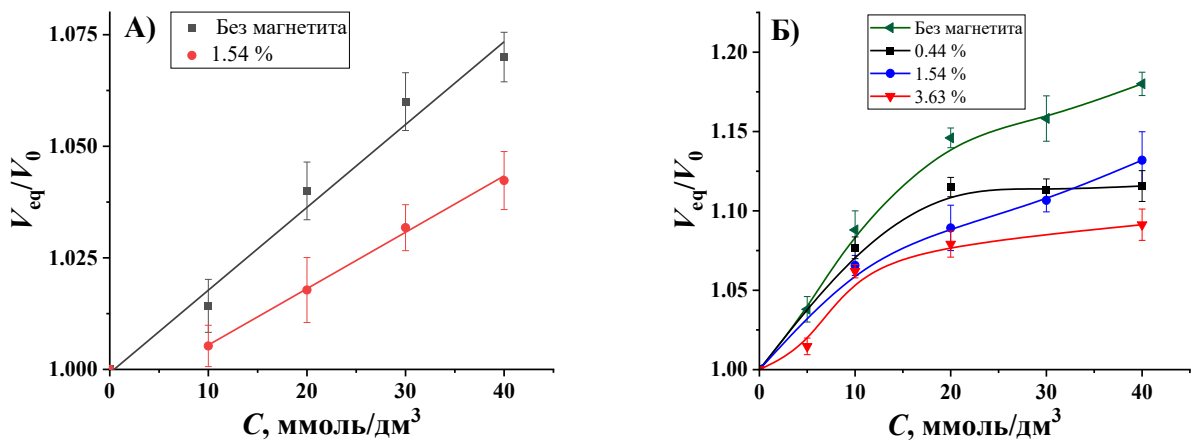 А)
Без магнетита
1.54 %
1.075
1.050
1.025
1.000
V_eq/V_0
0
10
20
30
40
C, ммоль/дм³
Б)
Без магнетита
0.44 %
1.54 %
3.63 %
1.20
1.15
1.10
1.05
1.00
V_eq/V_0
0
10
20
30
40
C, ммоль/дм³